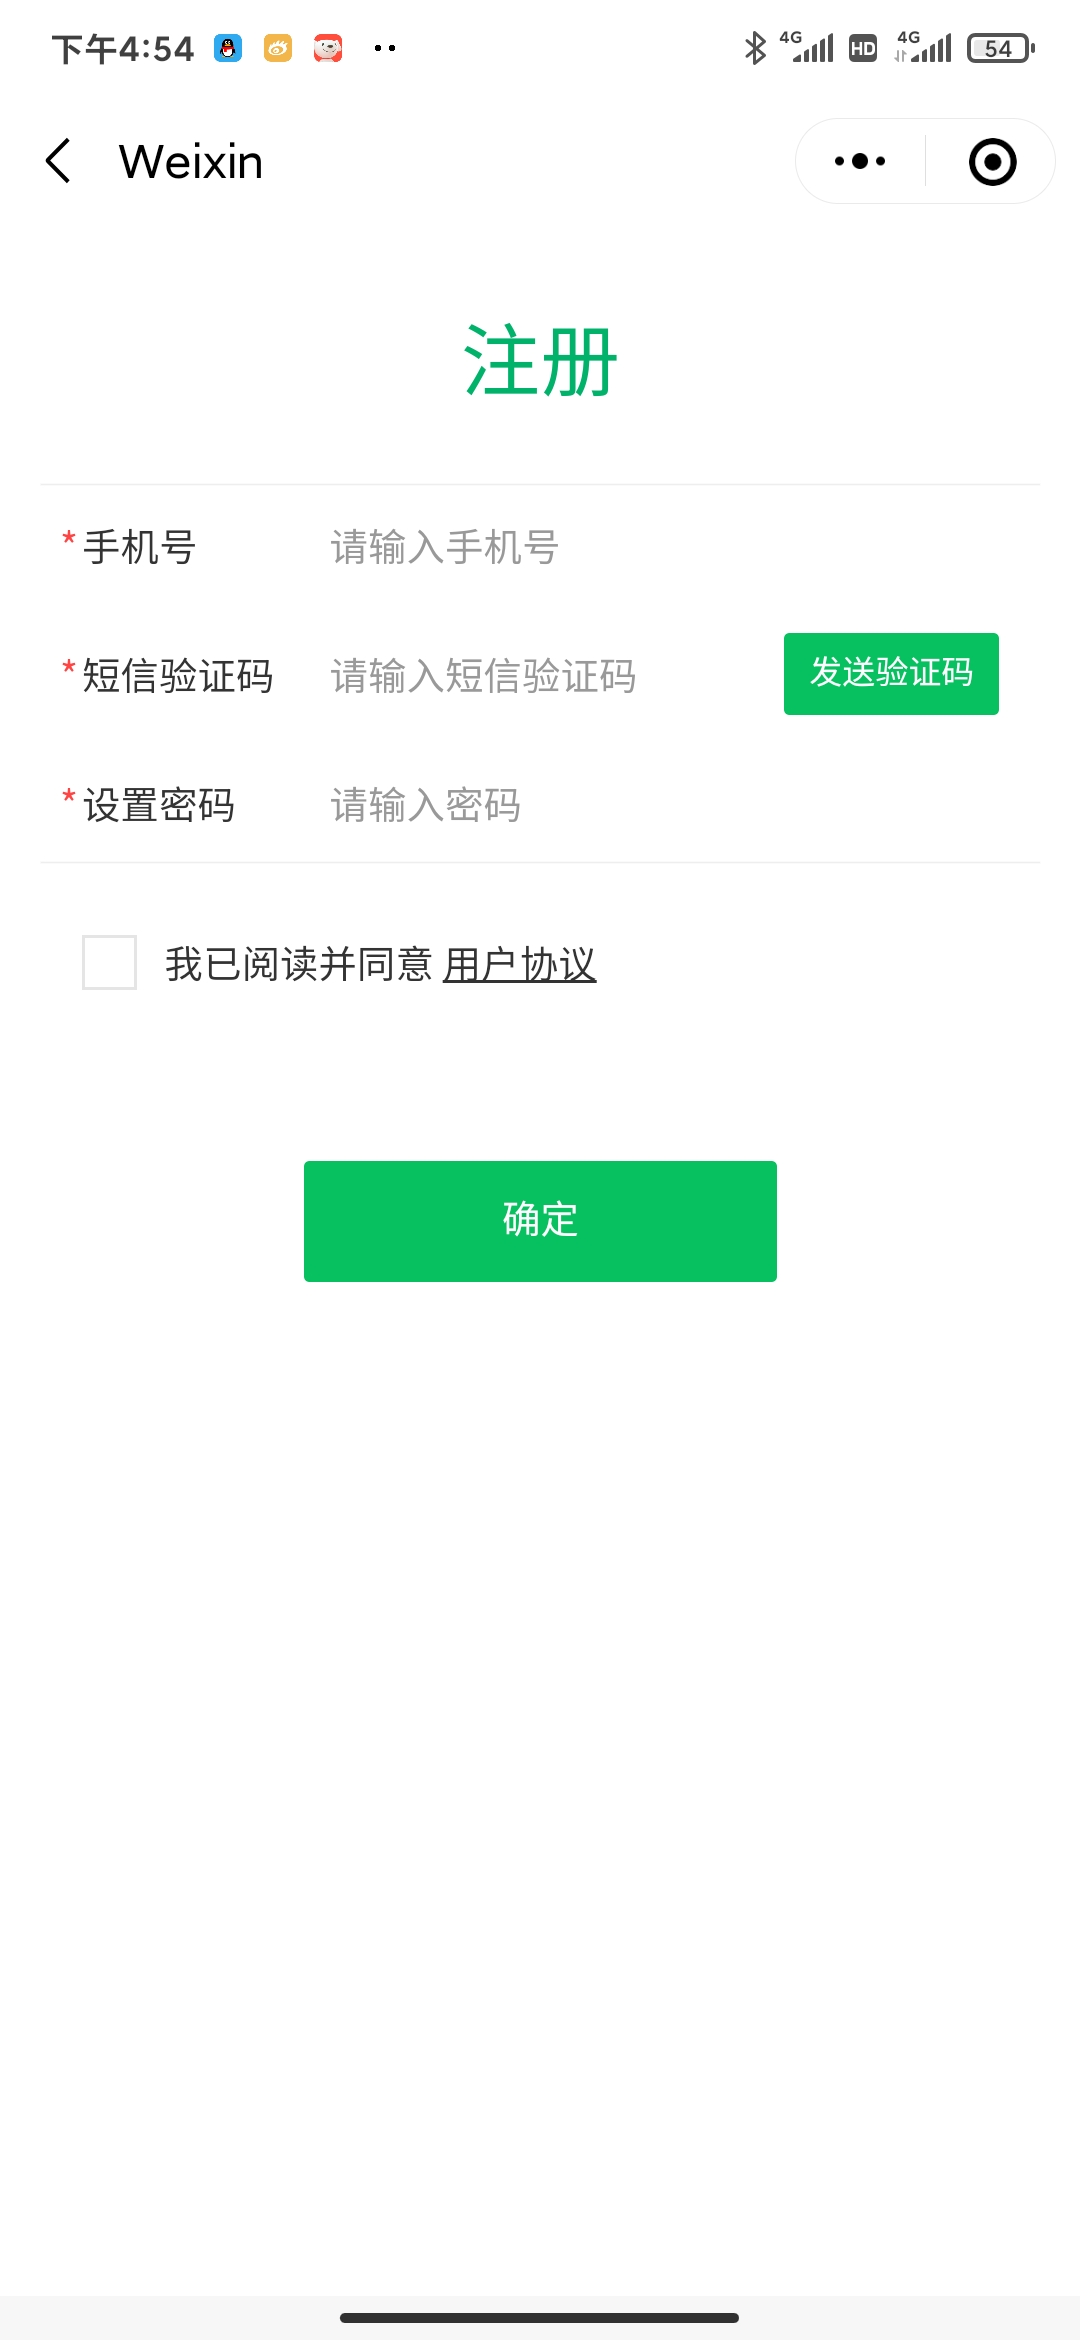 下午4:54 4G HD 4G 54
Weixin
注册
*手机号 请输入手机号
*短信验证码 请输入短信验证码 发送验证码
*设置密码 请输入密码
我已阅读并同意 用户协议
确定